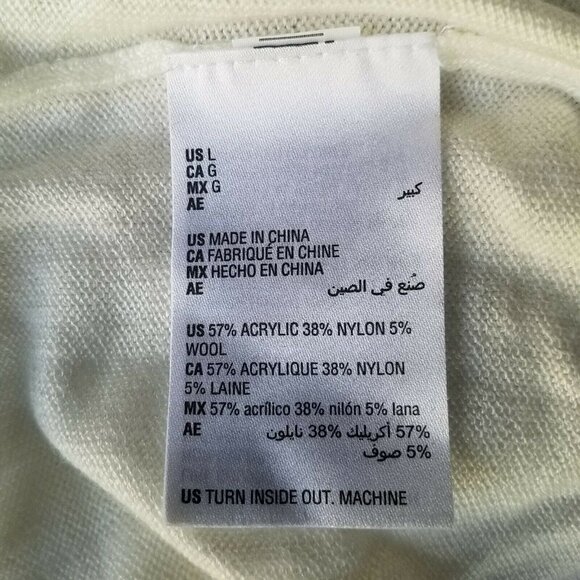 US L
CA G
MX G
AE كبير
US MADE IN CHINA
CA FABRIQUÉ EN CHINE
MX HECHO EN CHINA
AE صُنع في الصين
US 57% ACRYLIC 38% NYLON 5%
WOOL
CA 57% ACRYLIQUE 38% NYLON
5% LAINE
MX 57% acrílico 38% nilón 5% lana
AE 57% أكريليك 38% نايلون
5% صوف
US TURN INSIDE OUT. MACHINE